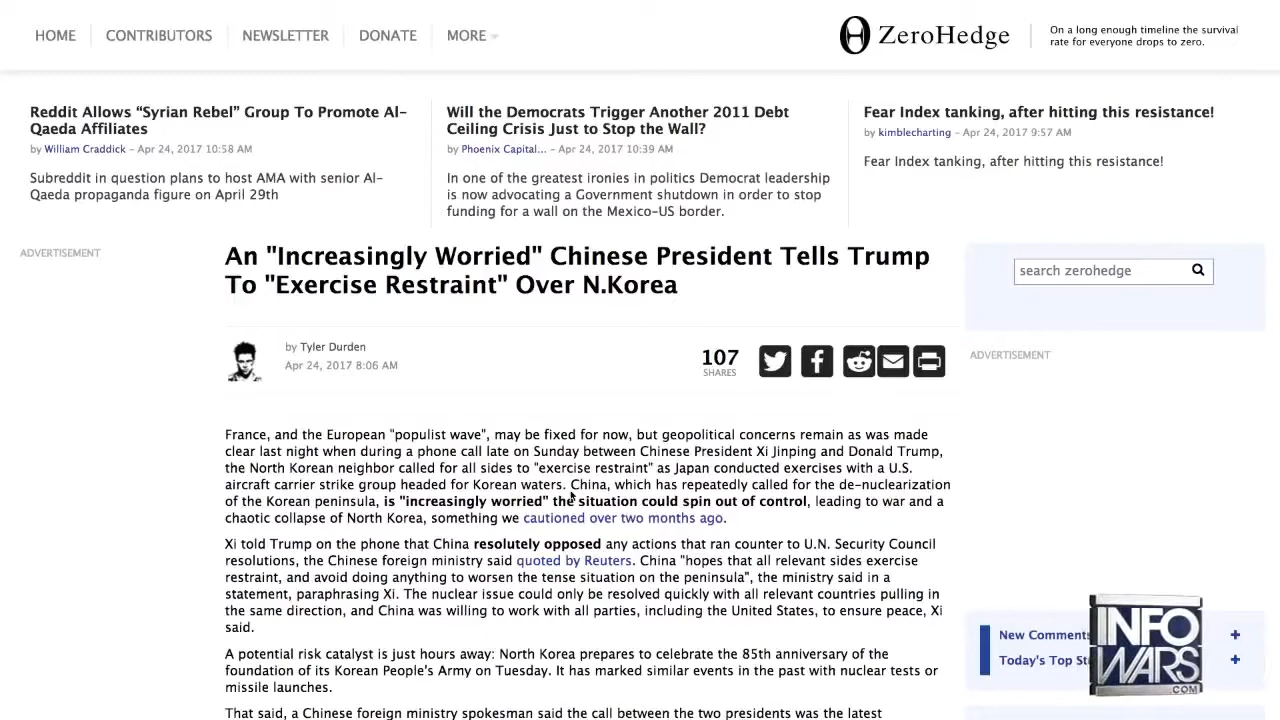 HOME
CONTRIBUTORS
NEWSLETTER
DONATE
MORE
ZeroHedge
On a long enough timeline the survival
rate for everyone drops to zero.
Reddit Allows “Syrian Rebel” Group To Promote Al-
Qaeda Affiliates
by William Craddick - Apr 24, 2017 10:58 AM
Subreddit in question plans to host AMA with senior Al-
Qaeda propaganda figure on April 29th
Will the Democrats Trigger Another 2011 Debt
Ceiling Crisis Just to Stop the Wall?
by Phoenix Capital... - Apr 24, 2017 10:39 AM
In one of the greatest ironies in politics Democrat leadership
is now advocating a Government shutdown in order to stop
funding for a wall on the Mexico-US border.
Fear Index tanking, after hitting this resistance!
by kimblecharting - Apr 24, 2017 9:57 AM
Fear Index tanking, after hitting this resistance!
ADVERTISEMENT
An "Increasingly Worried" Chinese President Tells Trump
To "Exercise Restraint" Over N.Korea
search zerohedge
by Tyler Durden
Apr 24, 2017 8:06 AM
107
SHARES
ADVERTISEMENT
France, and the European "populist wave", may be fixed for now, but geopolitical concerns remain as was made
clear last night when during a phone call late on Sunday between Chinese President Xi Jinping and Donald Trump,
the North Korean neighbor called for all sides to "exercise restraint" as Japan conducted exercises with a U.S.
aircraft carrier strike group headed for Korean waters. China, which has repeatedly called for the de-nuclearization
of the Korean peninsula, is "increasingly worried" the situation could spin out of control, leading to war and a
chaotic collapse of North Korea, something we cautioned over two months ago.
Xi told Trump on the phone that China resolutely opposed any actions that ran counter to U.N. Security Council
resolutions, the Chinese foreign ministry said quoted by Reuters. China "hopes that all relevant sides exercise
restraint, and avoid doing anything to worsen the tense situation on the peninsula", the ministry said in a
statement, paraphrasing Xi. The nuclear issue could only be resolved quickly with all relevant countries pulling in
the same direction, and China was willing to work with all parties, including the United States, to ensure peace, Xi
said.
A potential risk catalyst is just hours away: North Korea prepares to celebrate the 85th anniversary of the
foundation of its Korean People's Army on Tuesday. It has marked similar events in the past with nuclear tests or
missile launches.
That said, a Chinese foreign ministry spokesman said the call between the two presidents was the latest
New Comments +
Today's Top St +
INFO
WARS
.COM